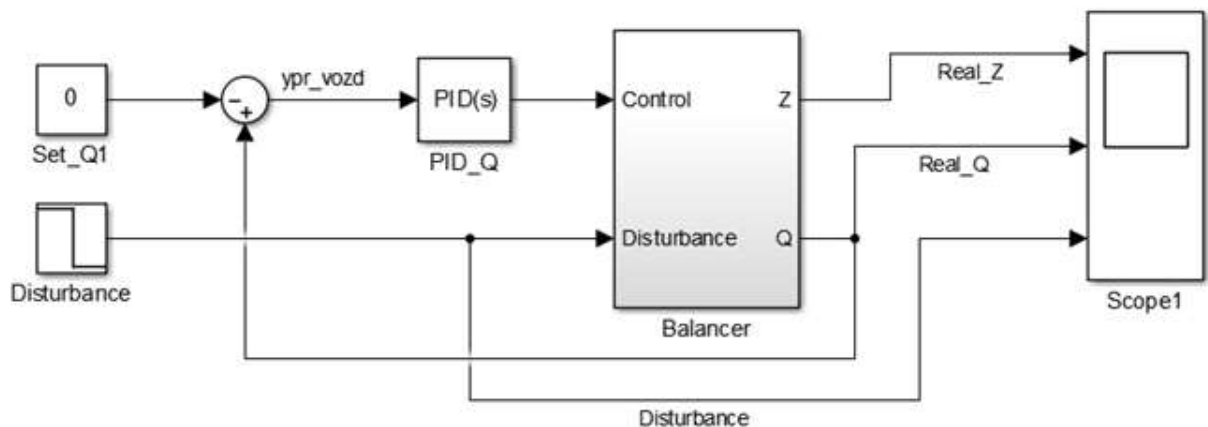 0
Set_Q1
-
+
ypr_vozd
PID(s)
PID_Q
Control
Z
Disturbance
Q
Balancer
Real_Z
Real_Q
Scope1
Disturbance
Disturbance